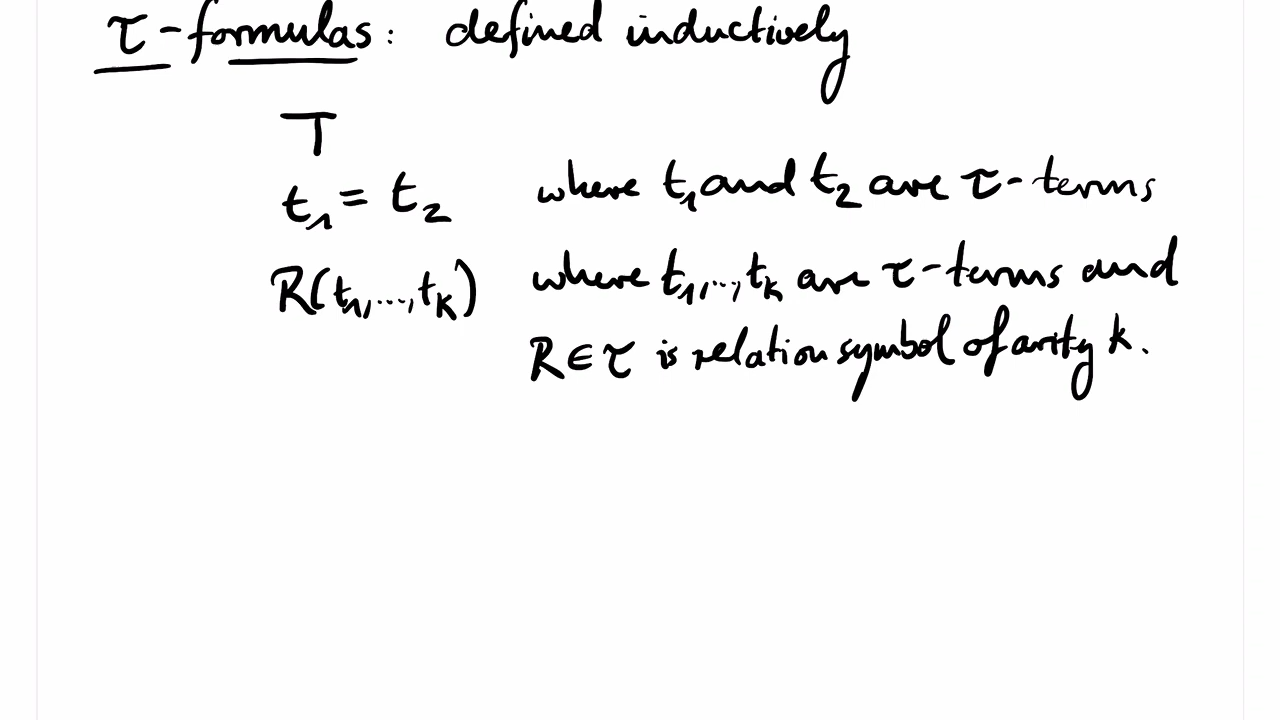 τ-formulas: defined inductively
⊤
t₁ = t₂ where t₁ and t₂ are τ-terms
R(t₁,...,tₖ) where t₁,...,tₖ are τ-terms and
R ∈ τ is relation symbol of arity k.